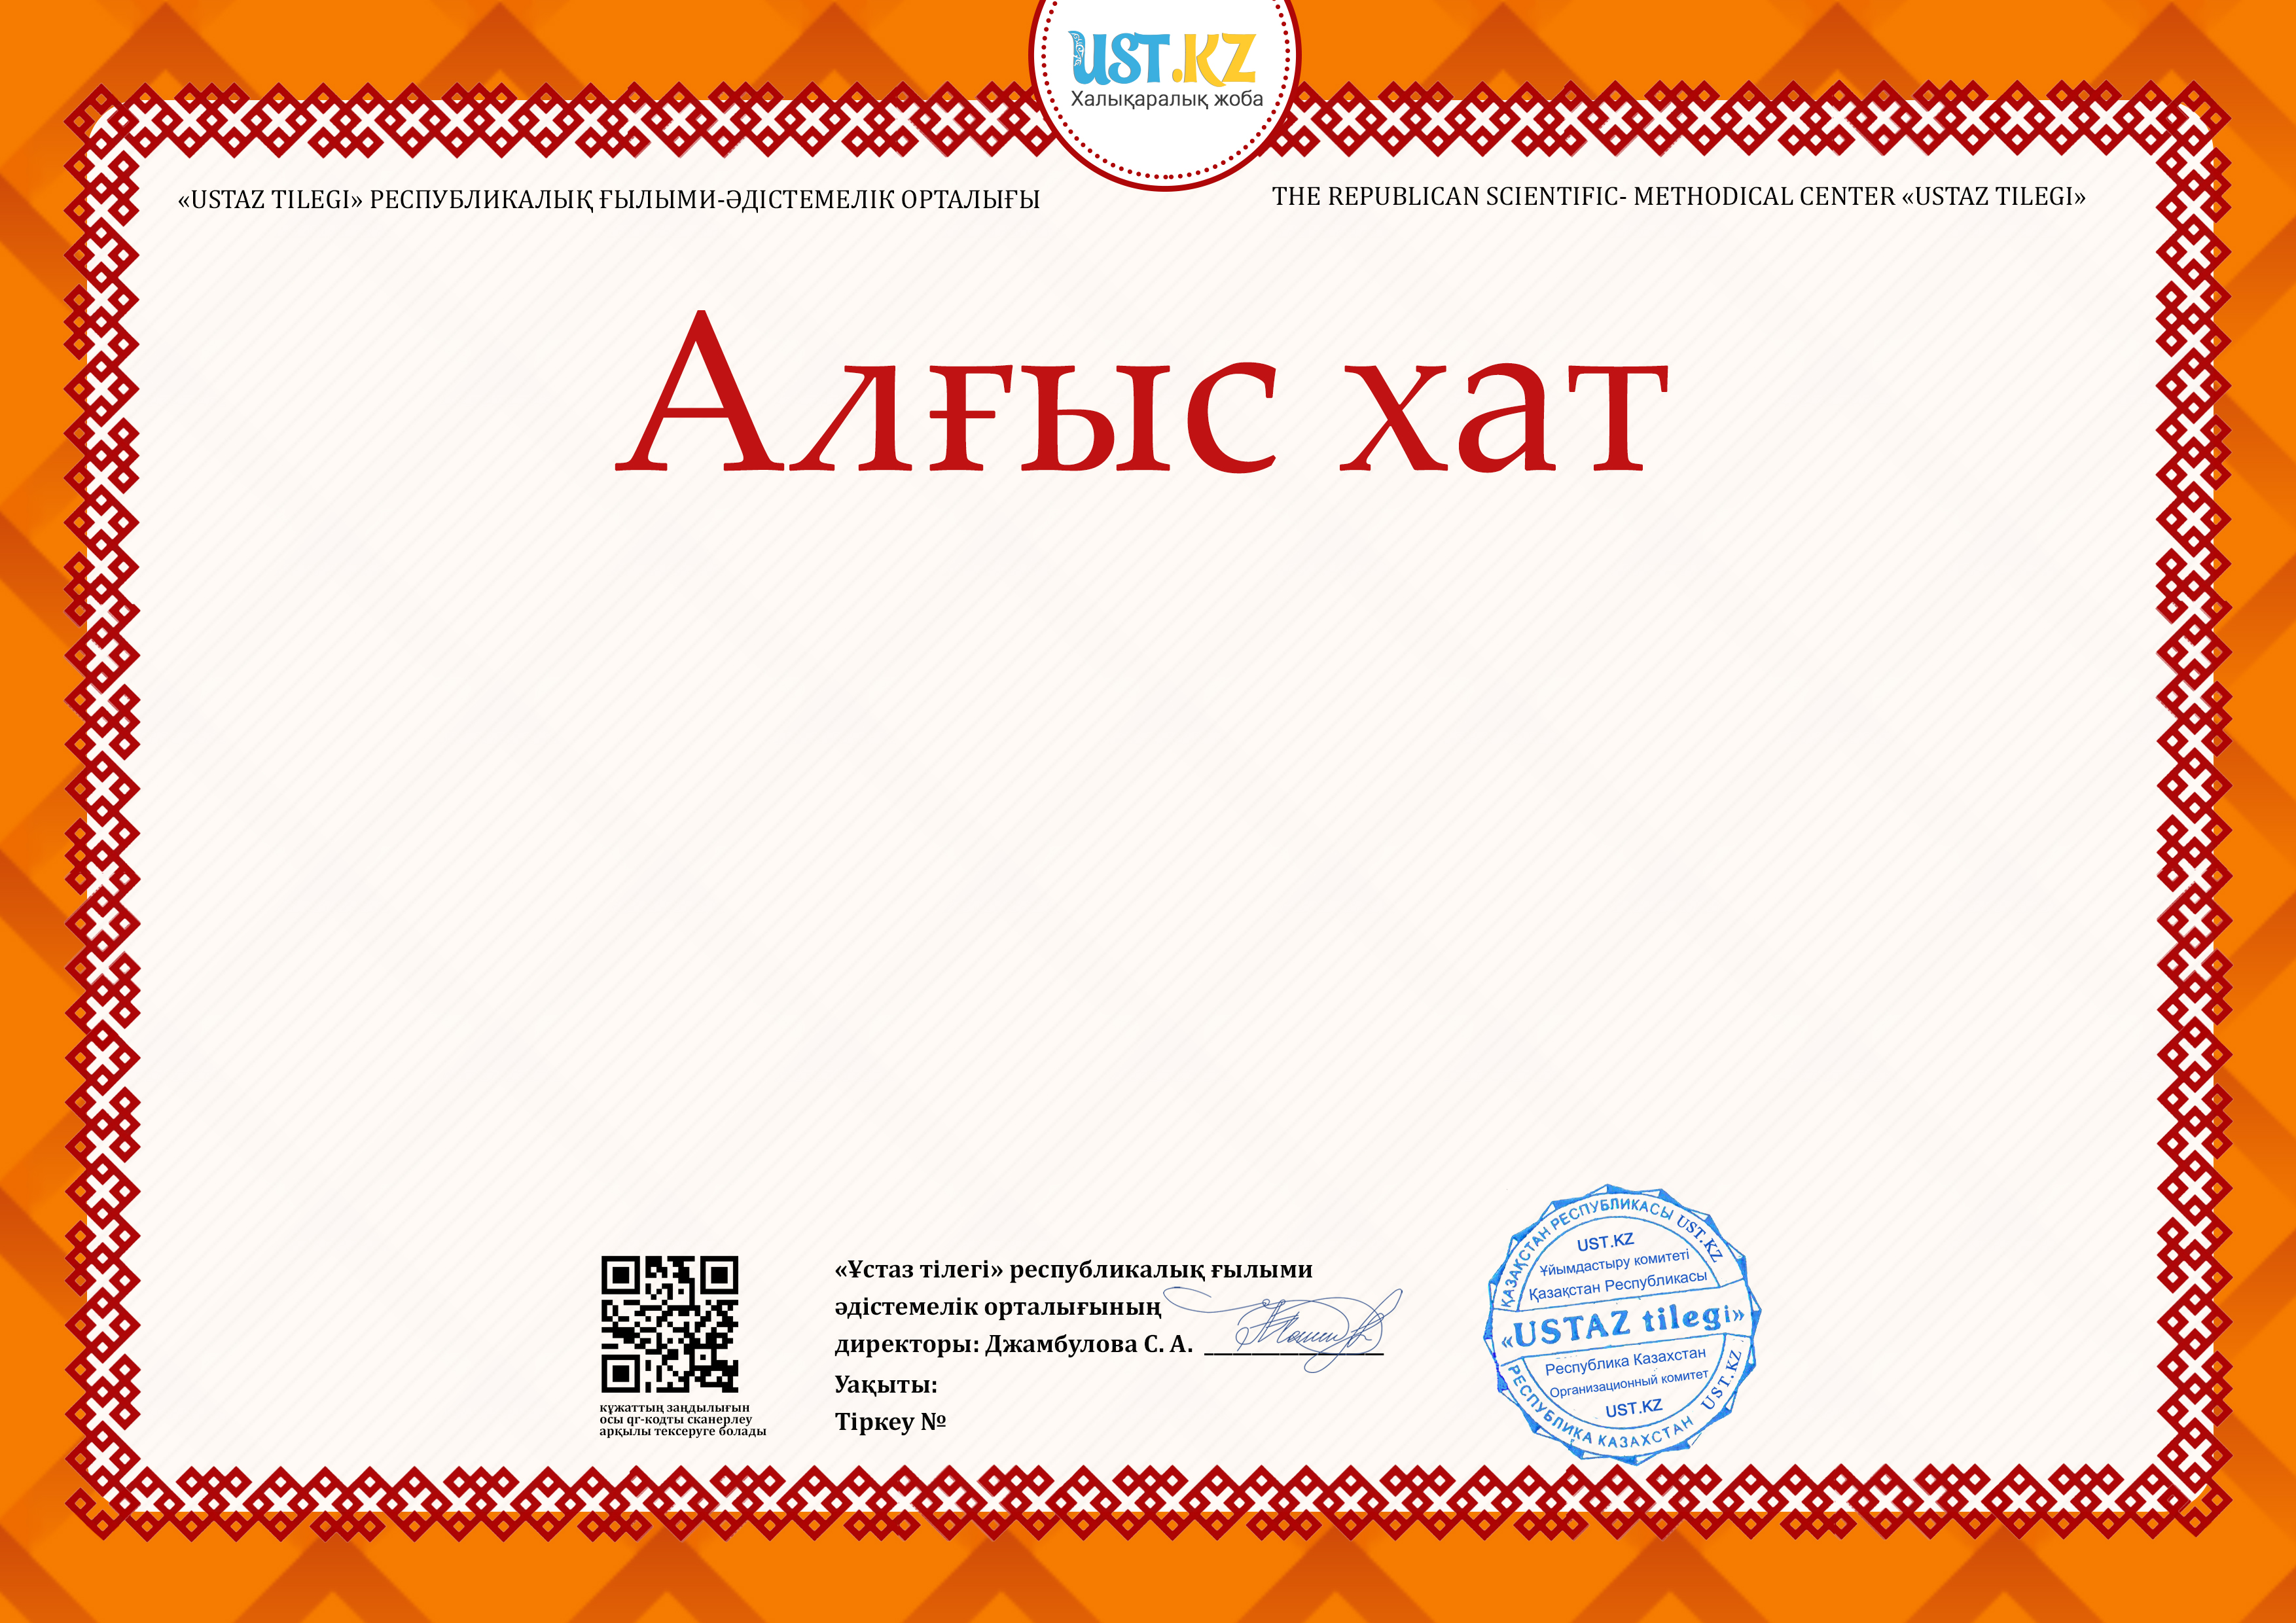 UST.KZ
Халықаралық жоба
«USTAZ TILEGI» РЕСПУБЛИКАЛЫҚ ҒЫЛЫМИ-ӘДІСТЕМЕЛІК ОРТАЛЫҒЫ
THE REPUBLICAN SCIENTIFIC- METHODICAL CENTER «USTAZ TILEGI»
Алғыс хат
құжаттың заңдылығын
осы qr-кодты сканерлеу
арқылы тексеруге болады
«Ұстаз тілегі» республикалық ғылыми
әдістемелік орталығының
директоры: Джамбулова С. А. ______________
Уақыты:
Тіркеу №
ҚАЗАҚСТАН РЕСПУБЛИКАСЫ UST.KZ
UST.KZ
Ұйымдастыру комитеті
Қазақстан Республикасы
«USTAZ tilegi»
Республика Казахстан
Организационный комитет
UST.KZ
РЕСПУБЛИКА КАЗАХСТАН UST.KZ